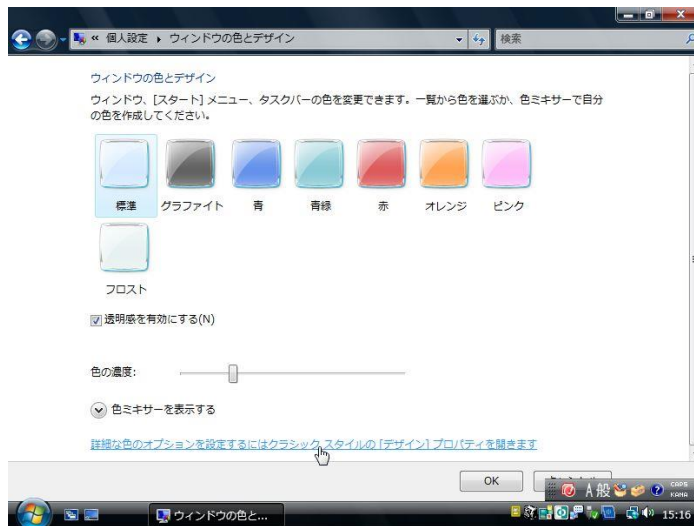 « 個人設定 ▸ ウィンドウの色とデザイン
検索
ウィンドウの色とデザイン
ウィンドウ、[スタート] メニュー、タスクバーの色を変更できます。一覧から色を選ぶか、色ミキサーで自分
の色を作成してください。
標準 グラファイト 青 青緑 赤 オレンジ ピンク
フロスト
透明感を有効にする(N)
色の濃度:
色ミキサーを表示する
詳細な色のオプションを設定するにはクラシック スタイルの [デザイン] プロパティを開きます
OK
A 般
CAPS
KANA
ウィンドウの色と...
15:16